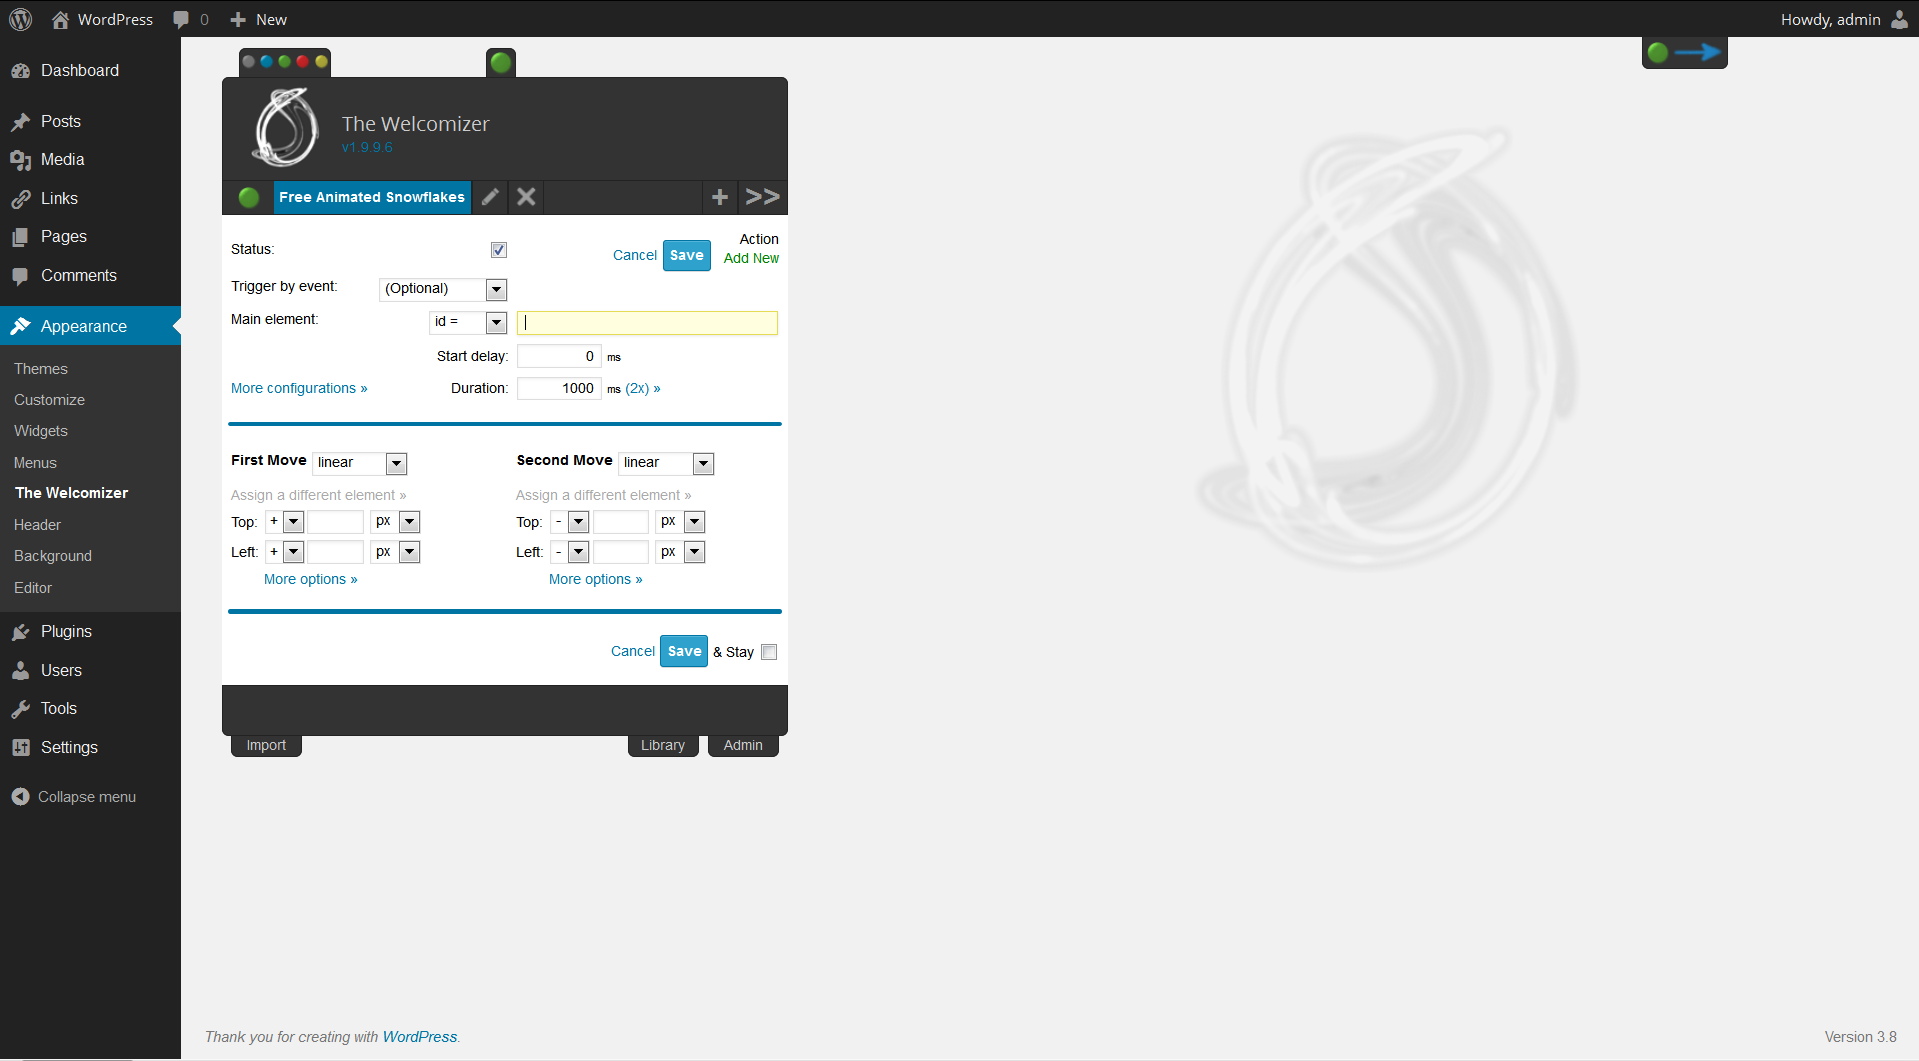 WordPress 0 New Howdy, admin
Dashboard
Posts
Media
Links
Pages
Comments
Appearance
Themes
Customize
Widgets
Menus
The Welcomizer
Header
Background
Editor
Plugins
Users
Tools
Settings
Collapse menu
The Welcomizer
v1.9.9.6
Free Animated Snowflakes + >>
Status: Cancel Save Action
Add New
Trigger by event: (Optional)
Main element: id =
Start delay: 0 ms
More configurations » Duration: 1000 ms (2x) »
First Move linear Second Move linear
Assign a different element » Assign a different element »
Top: + px Top: - px
Left: + px Left: - px
More options » More options »
Cancel Save & Stay
Import Library Admin
Thank you for creating with WordPress. Version 3.8